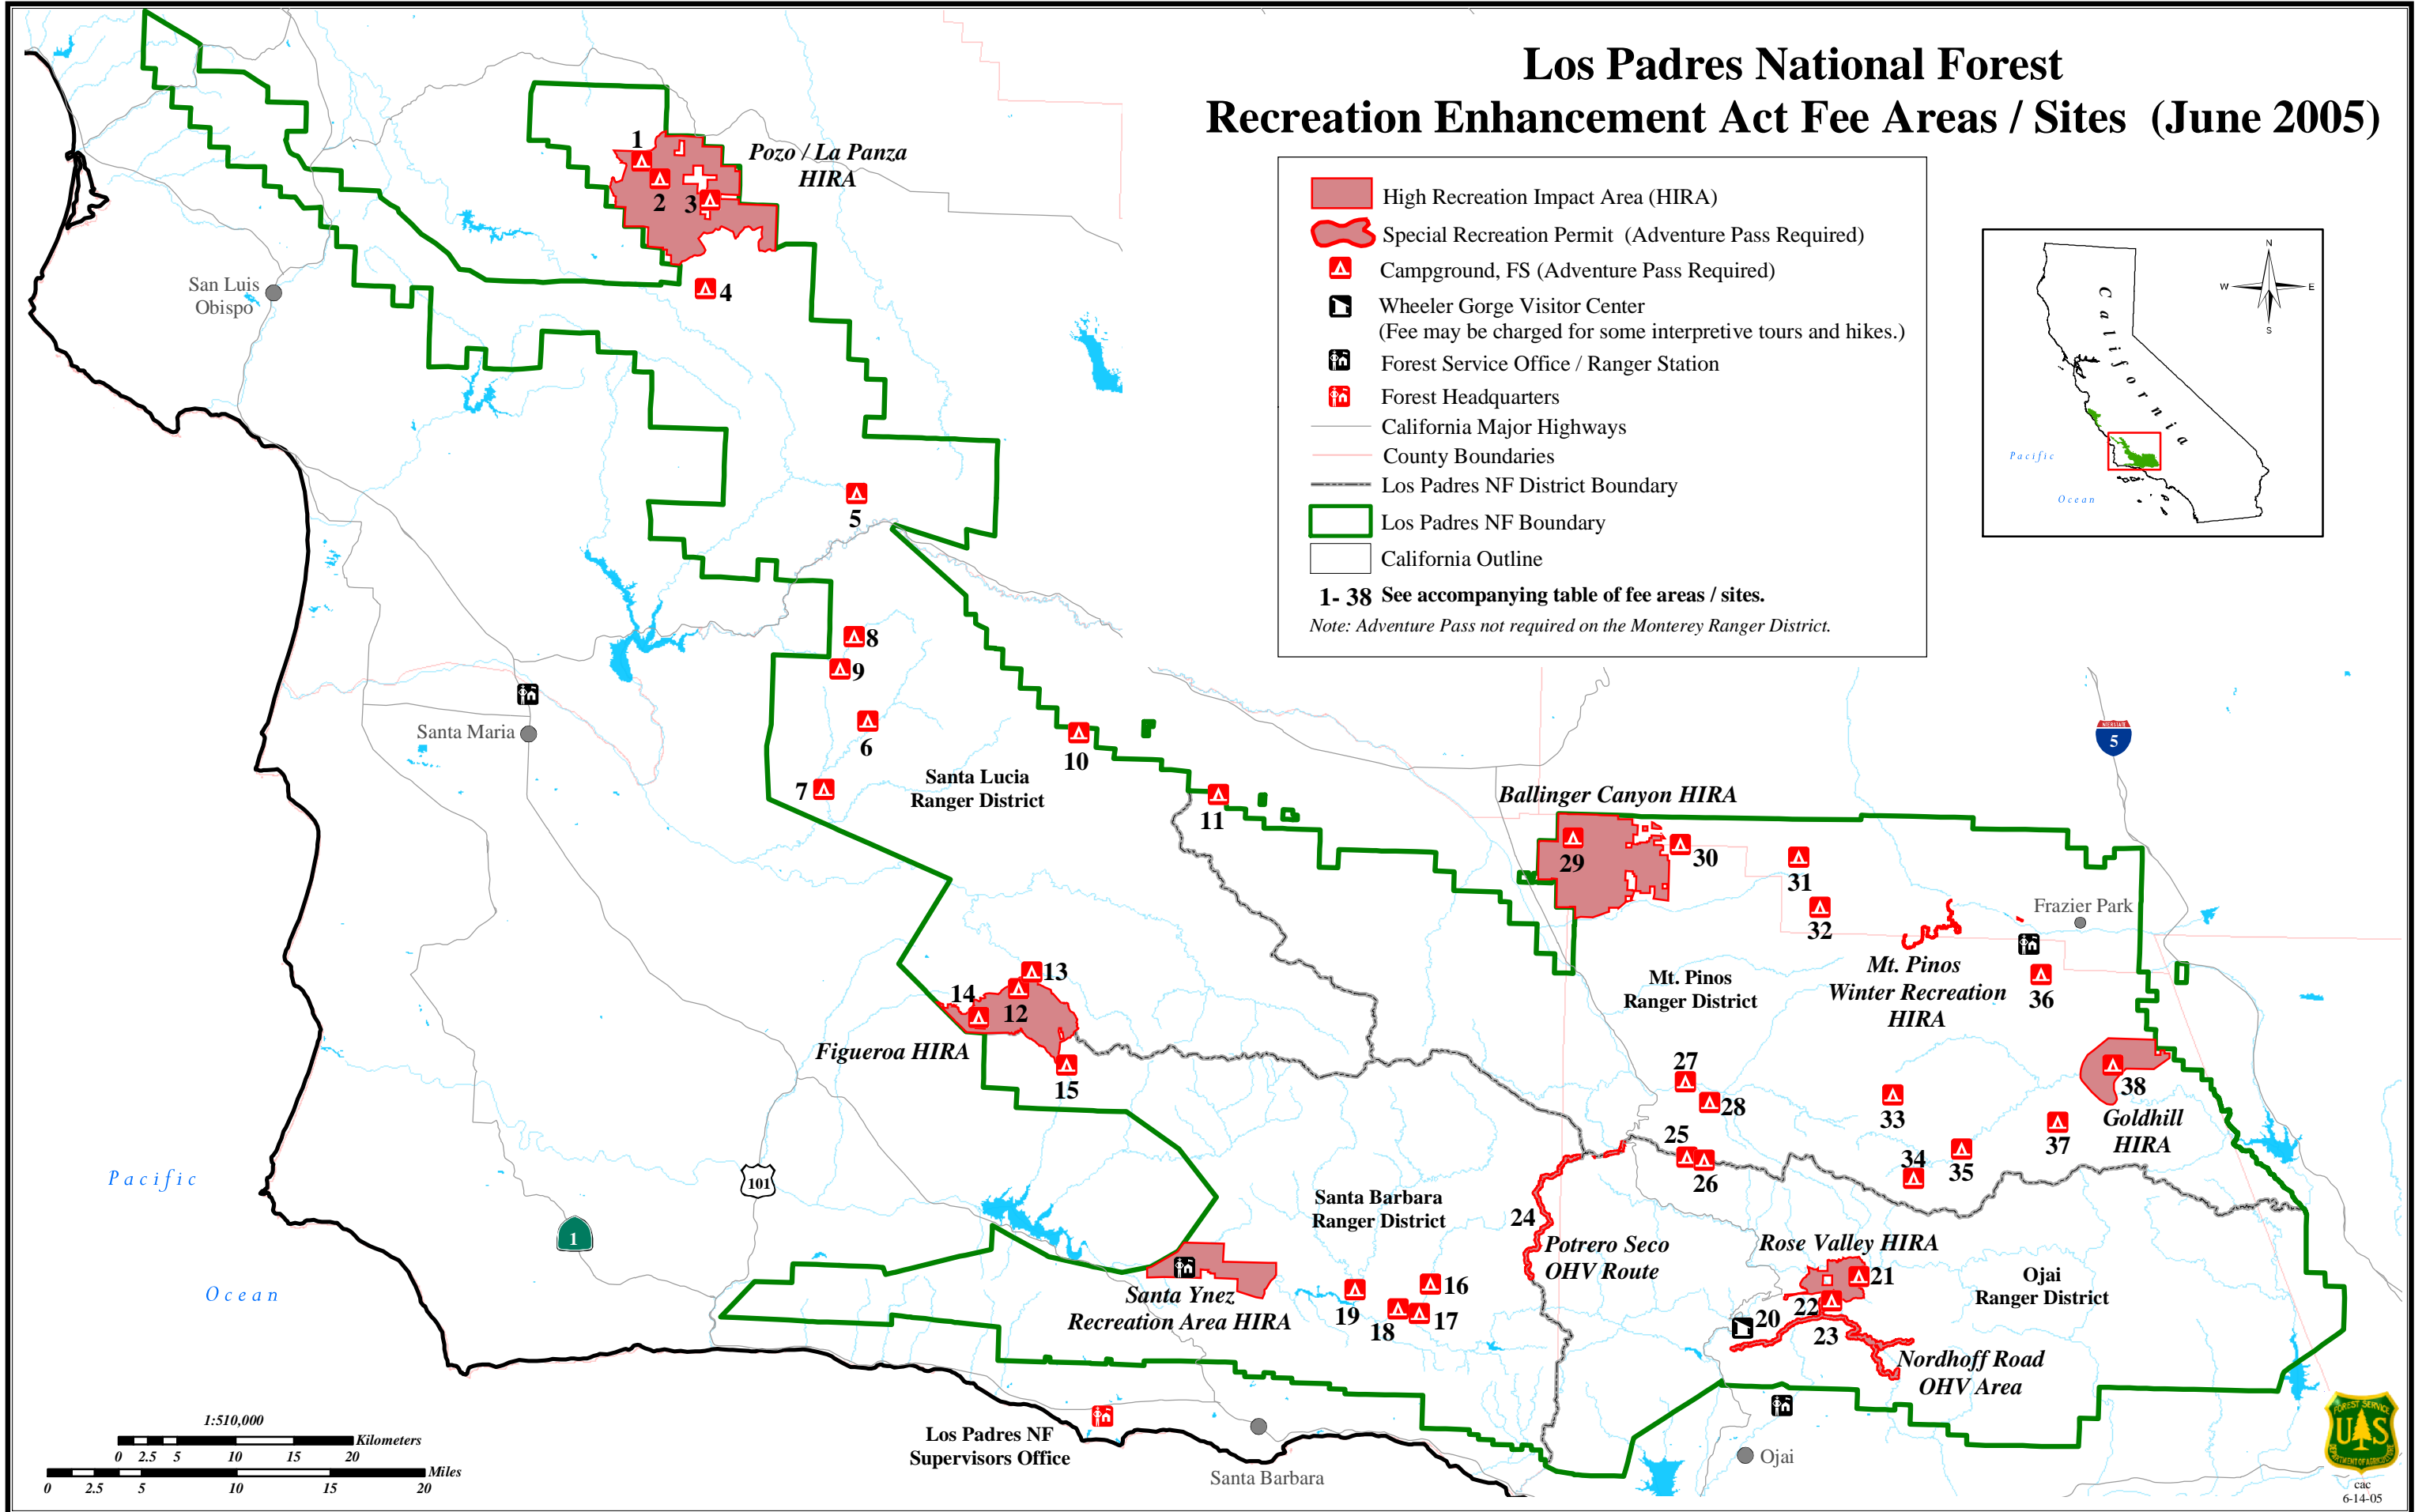 Los Padres National Forest
Recreation Enhancement Act Fee Areas / Sites (June 2005)
High Recreation Impact Area (HIRA)
Special Recreation Permit (Adventure Pass Required)
Campground, FS (Adventure Pass Required)
Wheeler Gorge Visitor Center
(Fee may be charged for some interpretive tours and hikes.)
Forest Service Office / Ranger Station
Forest Headquarters
California Major Highways
County Boundaries
Los Padres NF District Boundary
Los Padres NF Boundary
California Outline
1- 38 See accompanying table of fee areas / sites.
Note: Adventure Pass not required on the Monterey Ranger District.
N
W
E
S
California
Pacific
Ocean
1
Pozo / La Panza
HIRA
2
3
San Luis
Obispo
4
5
8
9
Santa Maria
6
10
7
Santa Lucia
Ranger District
11
5
Ballinger Canyon HIRA
29
30
31
32
Frazier Park
Mt. Pinos
Ranger District
Mt. Pinos
Winter Recreation
HIRA
36
13
14
12
Figueroa HIRA
15
27
28
33
38
Goldhill
HIRA
25
26
34
35
37
Pacific
Ocean
101
1
Santa Barbara
Ranger District
24
Potrero Seco
OHV Route
Rose Valley HIRA
21
Ojai
Ranger District
Santa Ynez
Recreation Area HIRA
16
19
18
17
22
20
23
Nordhoff Road
OHV Area
Los Padres NF
Supervisors Office
Santa Barbara
Ojai
1:510,000
Kilometers
0 2.5 5 10 15 20
Miles
0 2.5 5 10 15 20
FOREST SERVICE
US
DEPARTMENT OF AGRICULTURE
cac
6-14-05